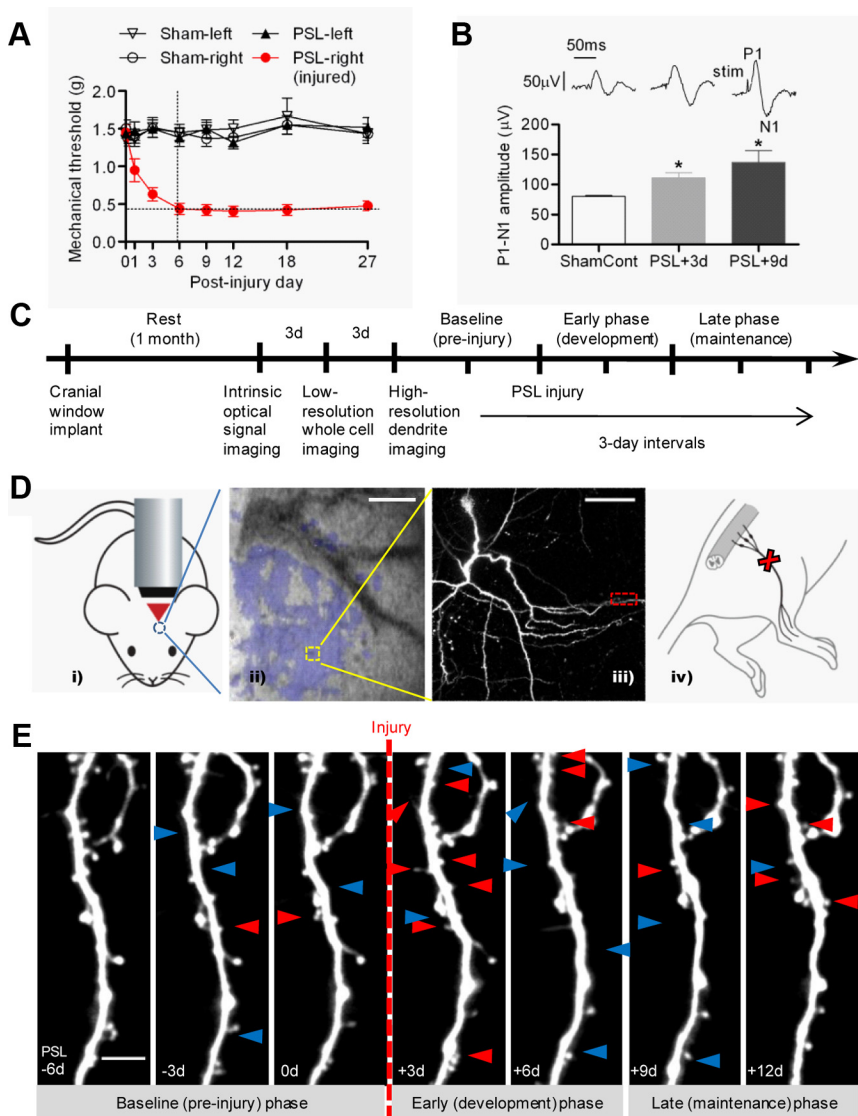 A
Sham-left
PSL-left
Sham-right
PSL-right
(injured)
Mechanical threshold (g)
2.0
1.5
1.0
0.5
0.0
0
1
3
6
9
12
18
27
Post-injury day
B
50ms
50μV
stim
P1
N1
P1-N1 amplitude (μV)
200
150
100
50
0
*
*
ShamCont
PSL+3d
PSL+9d
C
Rest
(1 month)
3d
3d
Baseline
(pre-injury)
Early phase
(development)
Late phase
(maintenance)
Cranial
window
implant
Intrinsic
optical
signal
imaging
Low-
resolution
whole cell
imaging
High-
resolution
dendrite
imaging
PSL injury
3-day intervals
D
i)
ii)
iii)
iv)
E
Injury
PSL
-6d
-3d
0d
+3d
+6d
+9d
+12d
Baseline (pre-injury) phase
Early (development) phase
Late (maintenance) phase